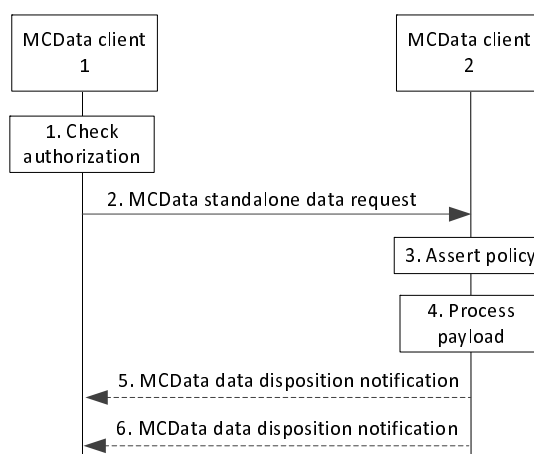 MCData client
1
MCData client
2
1. Check
authorization
2. MCData standalone data request
3. Assert policy
4. Process
payload
5. MCData data disposition notification
6. MCData data disposition notification